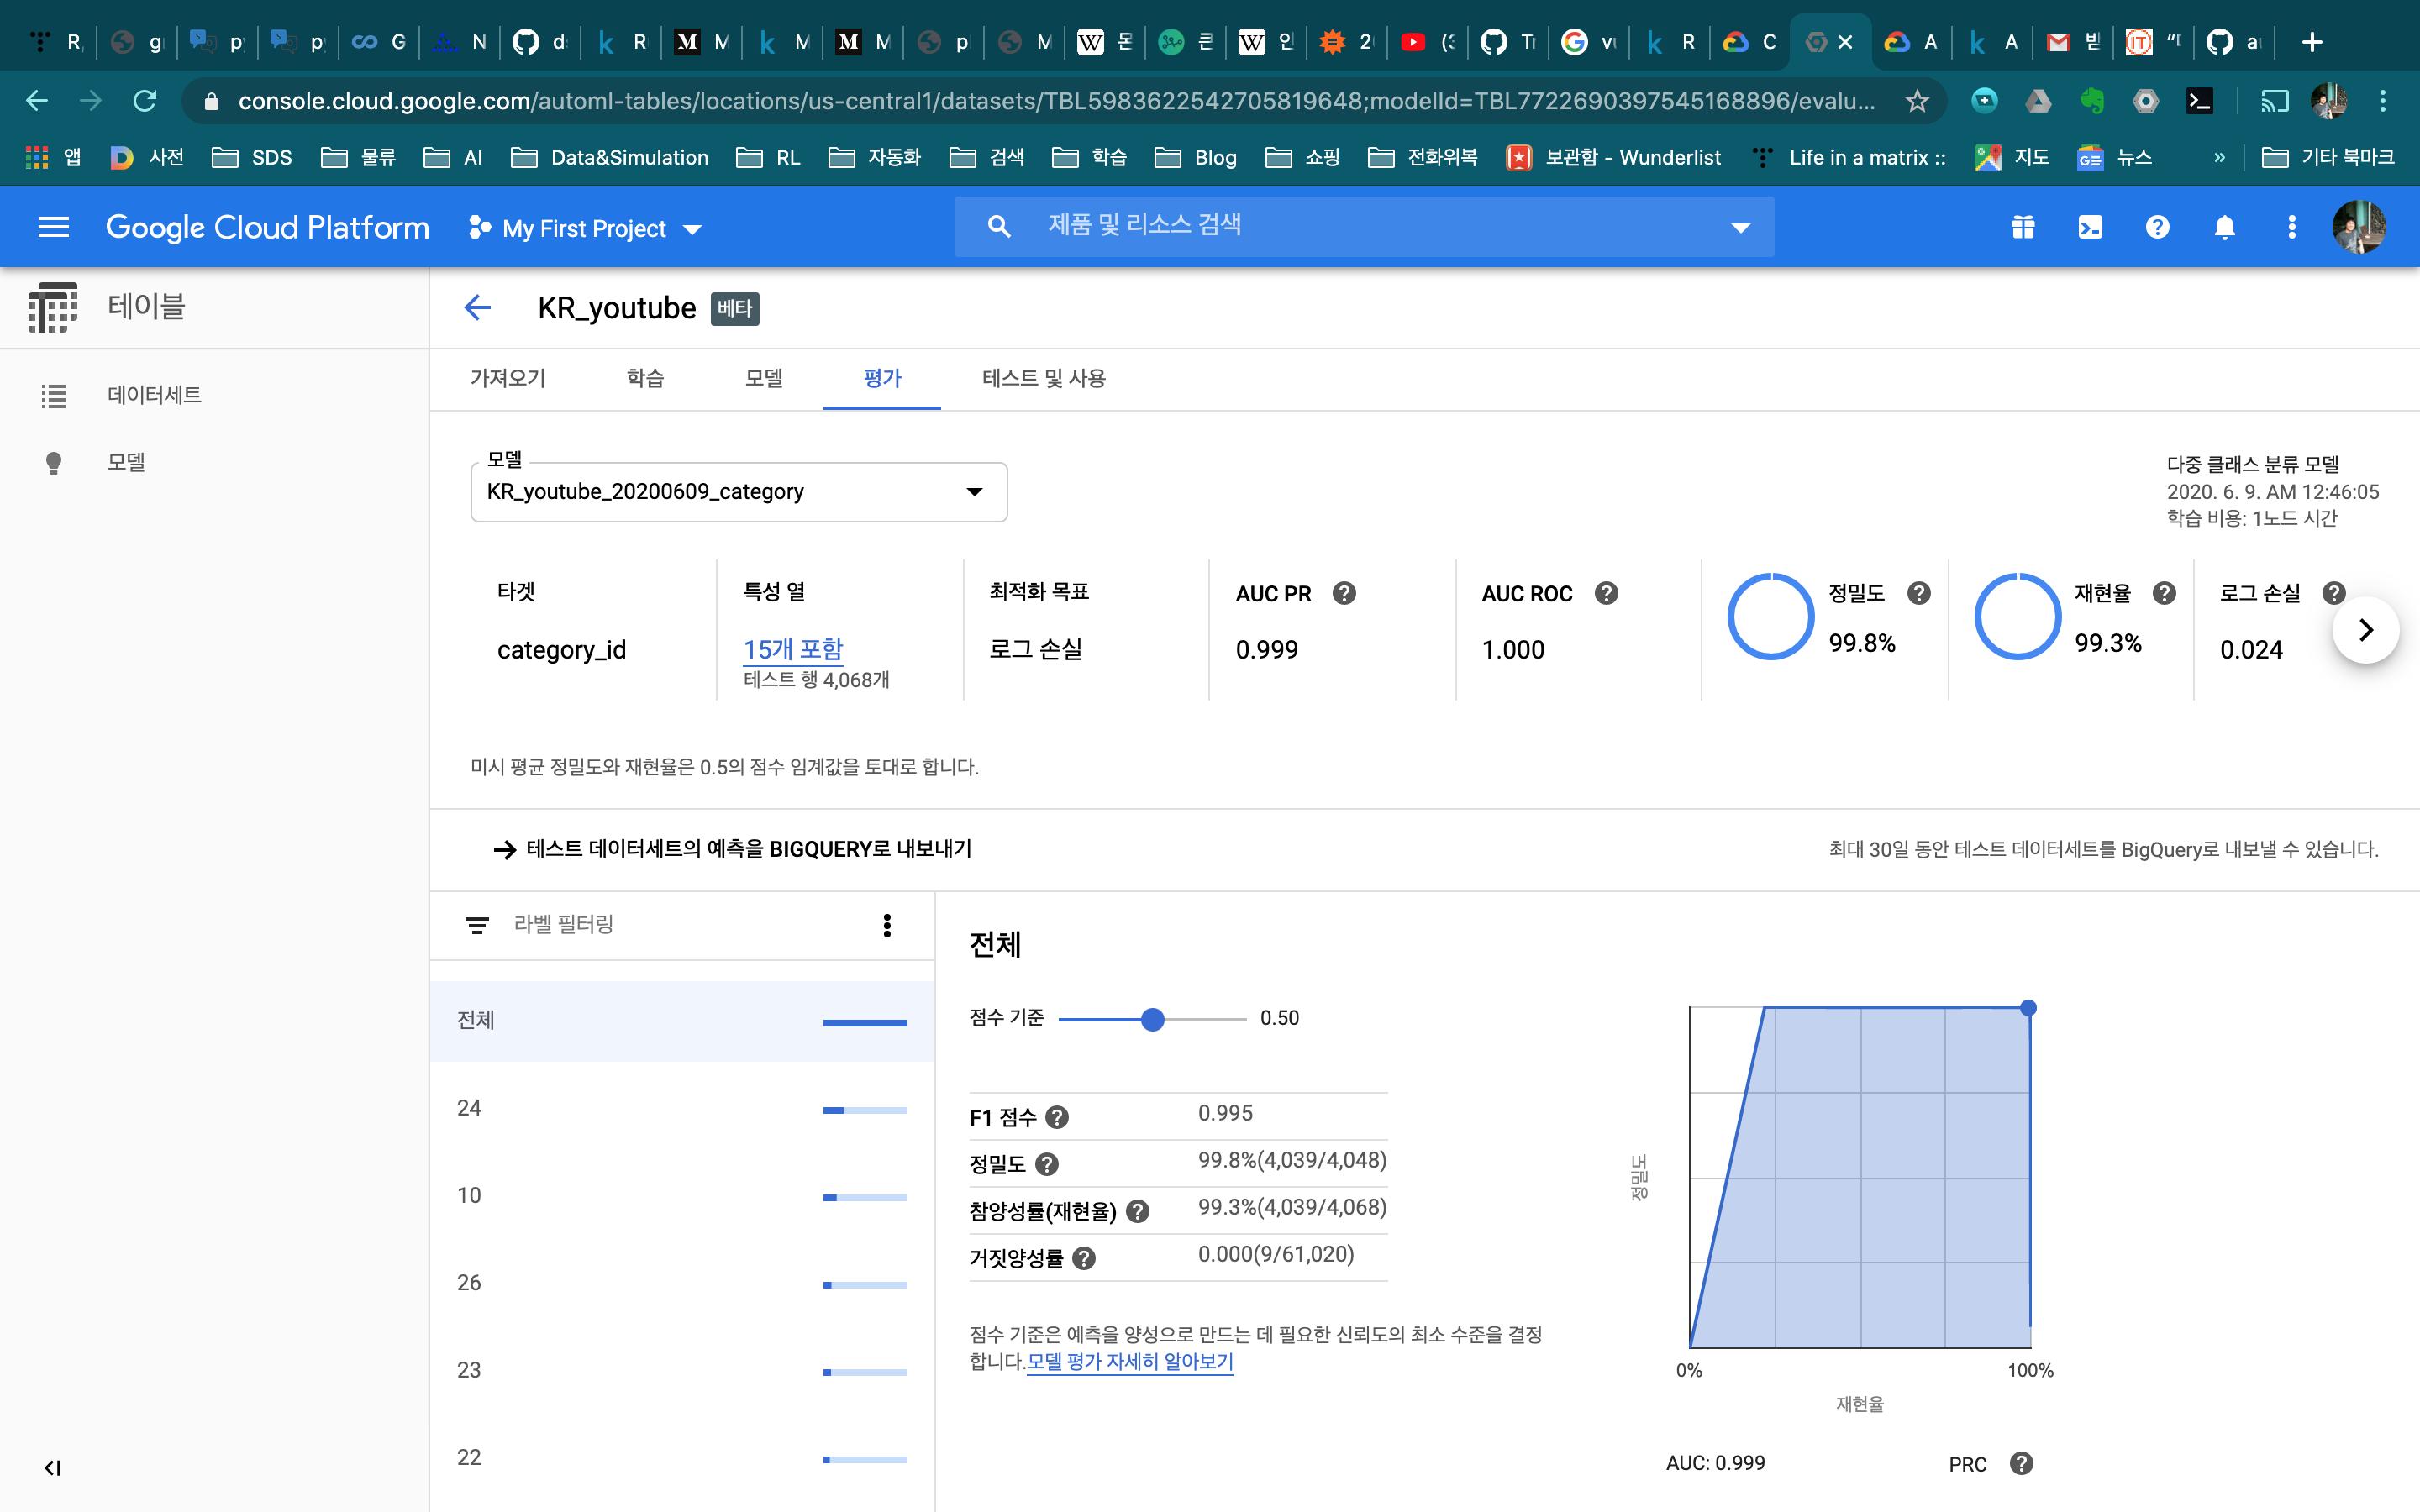 R
g
p
p
G
N
d
k R
M M
k M
M M
p
M
W 몬
큰
W 인
2
(3
Tr
G vu
k R
C
A
k A
받
IT "[
au
console.cloud.google.com/automl-tables/locations/us-central1/datasets/TBL5983622542705819648;modelId=TBL7722690397545168896/evalu...
앱
사전
SDS
물류
AI
Data&Simulation
RL
자동화
검색
학습
Blog
쇼핑
전화위복
보관함 - Wunderlist
Life in a matrix ::
지도
뉴스
»
기타 북마크
Google Cloud Platform
My First Project
제품 및 리소스 검색
테이블
데이터세트
모델
KR_youtube 베타
가져오기 학습 모델 평가 테스트 및 사용
모델
KR_youtube_20200609_category
다중 클래스 분류 모델
2020. 6. 9. AM 12:46:05
학습 비용: 1노드 시간
타겟
category_id
특성 열
15개 포함
테스트 행 4,068개
최적화 목표
로그 손실
AUC PR
0.999
AUC ROC
1.000
정밀도
99.8%
재현율
99.3%
로그 손실
0.024
미시 평균 정밀도와 재현율은 0.5의 점수 임계값을 토대로 합니다.
테스트 데이터세트의 예측을 BIGQUERY로 내보내기
최대 30일 동안 테스트 데이터세트를 BigQuery로 내보낼 수 있습니다.
라벨 필터링
전체
24
10
26
23
22
전체
점수 기준 0.50
F1 점수 0.995
정밀도 99.8%(4,039/4,048)
참양성률(재현율) 99.3%(4,039/4,068)
거짓양성률 0.000(9/61,020)
점수 기준은 예측을 양성으로 만드는 데 필요한 신뢰도의 최소 수준을 결정
합니다.모델 평가 자세히 알아보기
정밀도
0% 100%
재현율
AUC: 0.999 PRC